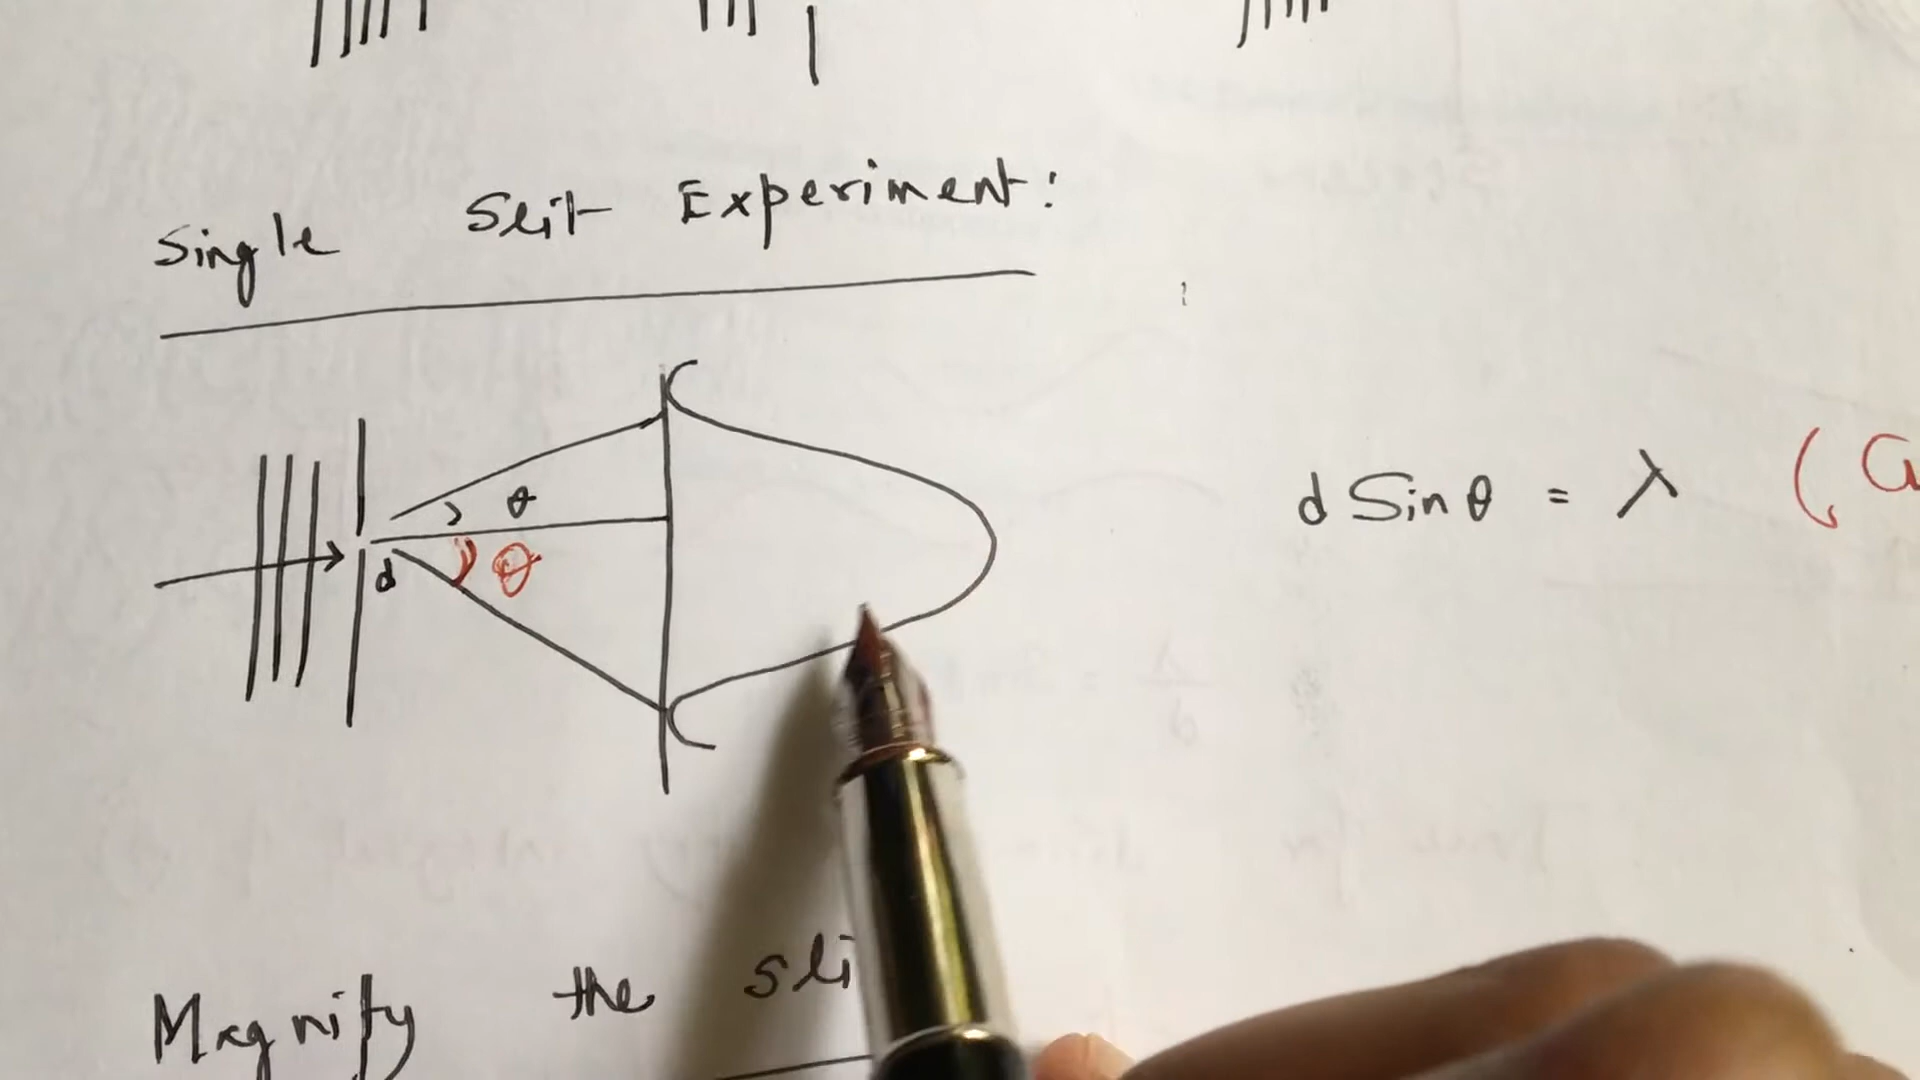 Single Slit Experiment:
θ
d
θ
d Sin θ = λ (
Magnify the sli